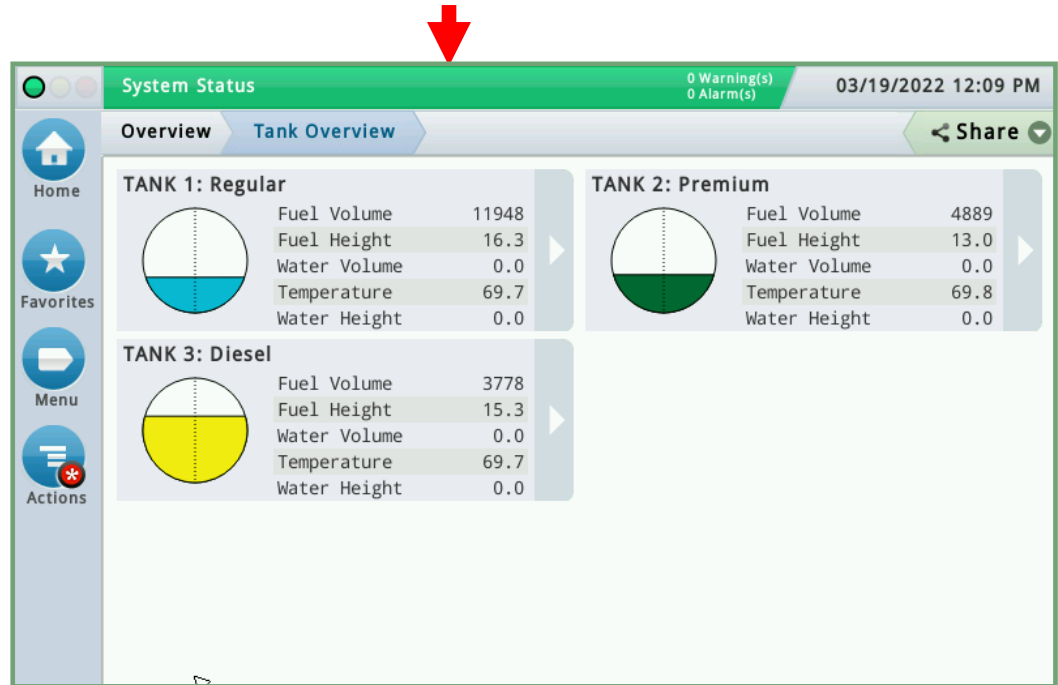 System Status
0 Warning(s)
0 Alarm(s)
03/19/2022 12:09 PM
Overview
Tank Overview
Share
Home
Favorites
Menu
Actions
TANK 1: Regular
Fuel Volume 11948
Fuel Height 16.3
Water Volume 0.0
Temperature 69.7
Water Height 0.0
TANK 2: Premium
Fuel Volume 4889
Fuel Height 13.0
Water Volume 0.0
Temperature 69.8
Water Height 0.0
TANK 3: Diesel
Fuel Volume 3778
Fuel Height 15.3
Water Volume 0.0
Temperature 69.7
Water Height 0.0